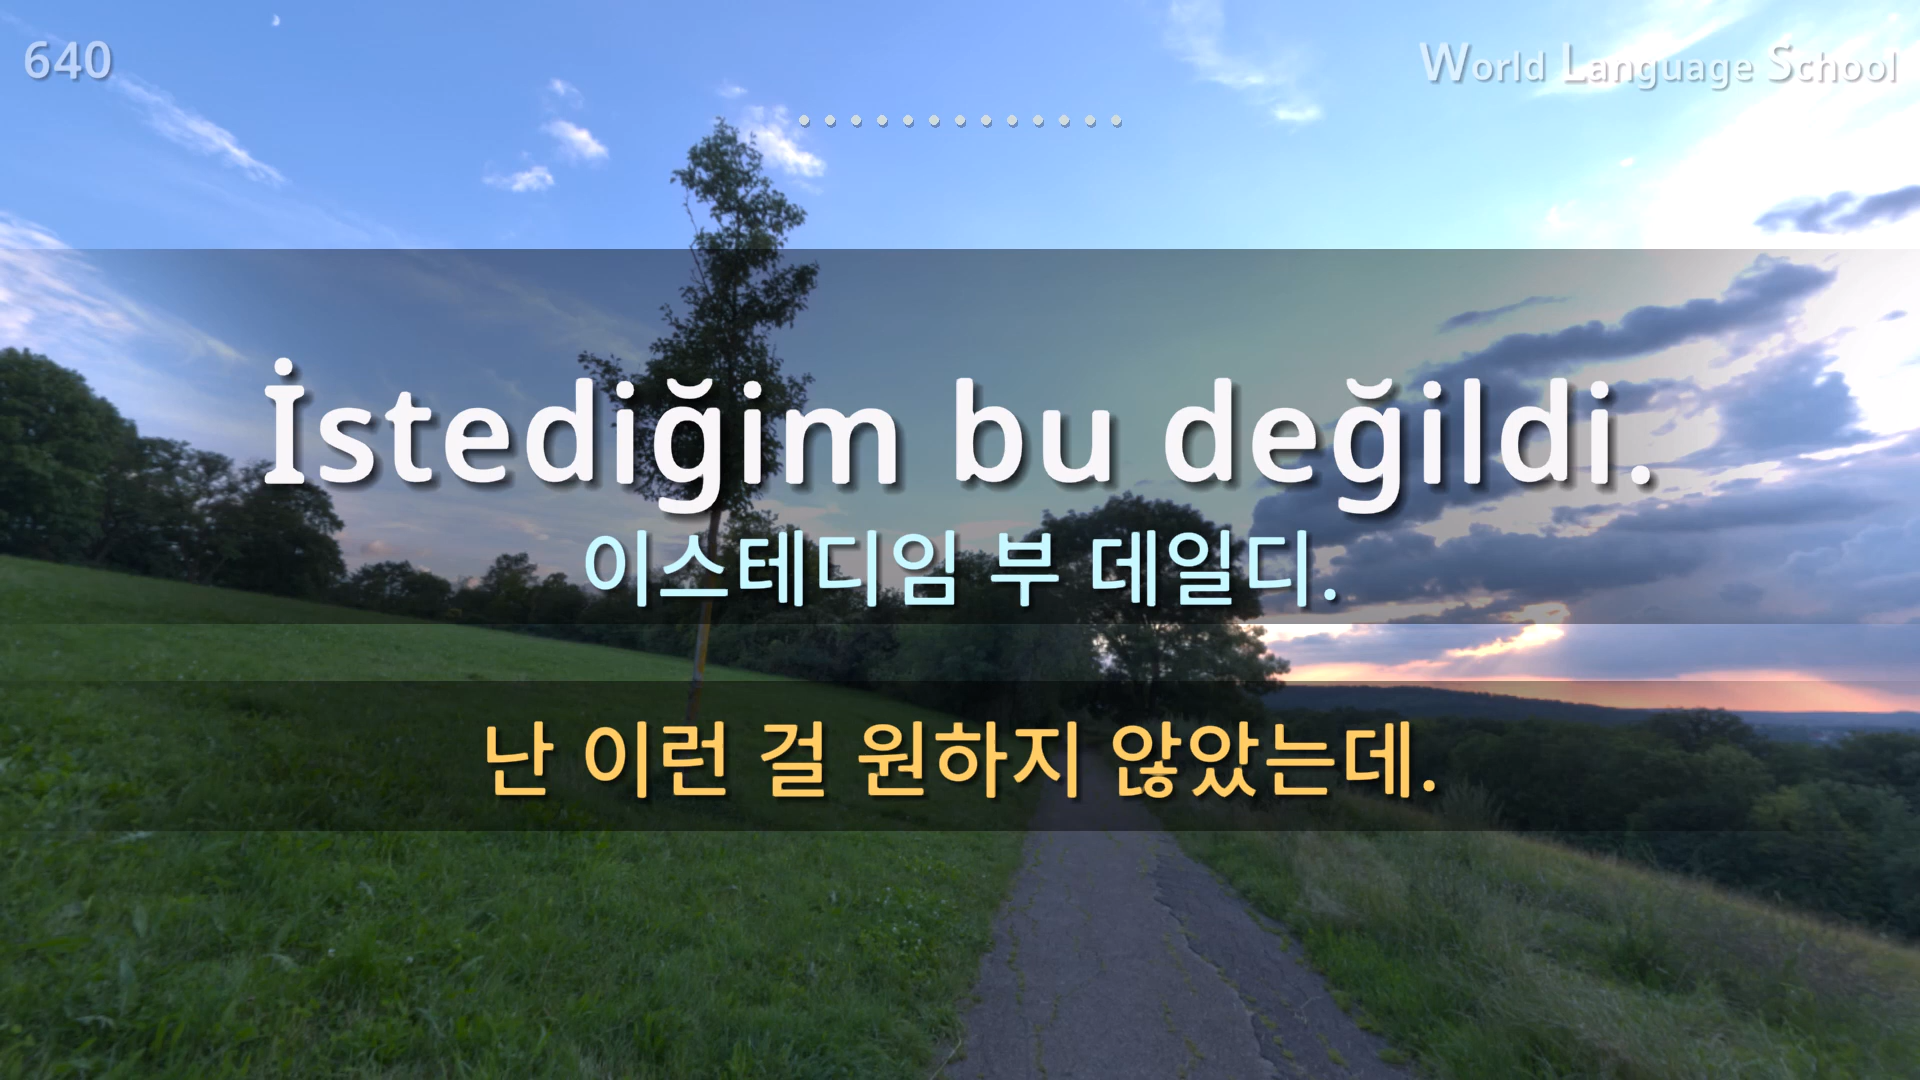 640
World Language School
İstediğim bu değildi.
이스테디임 부 데일디.
난 이런 걸 원하지 않았는데.